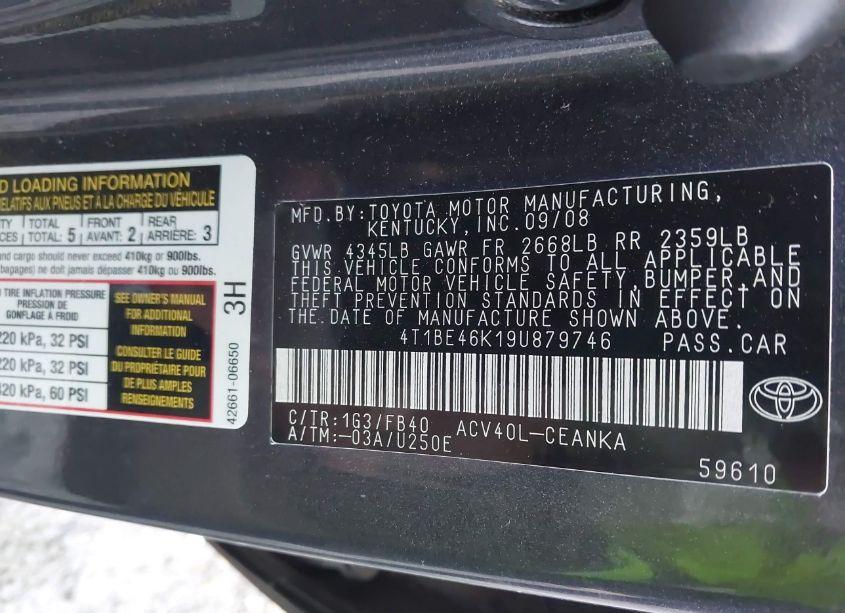 D LOADING INFORMATION
RELATIFS AUX PNEUS ET À LA CHARGE DU VÉHICULE
TOTAL FRONT REAR
TOTAL: 5 AVANT: 2 ARRIÈRE: 3
and cargo should never exceed 410kg or 900lbs.
bagages) ne doit jamais dépasser 410kg ou 900lbs.
TIRE INFLATION PRESSURE
PRESSION DE
GONFLAGE À FROID
220 kPa, 32 PSI
220 kPa, 32 PSI
420 kPa, 60 PSI
SEE OWNER'S MANUAL
FOR ADDITIONAL
INFORMATION
CONSULTER LE GUIDE
DU PROPRIÉTAIRE POUR
DE PLUS AMPLES
RENSEIGNEMENTS
3H
42661-06650
MFD.BY:TOYOTA MOTOR MANUFACTURING,
KENTUCKY,INC.09/08
GVWR 4345LB GAWR FR 2668LB RR 2359LB
THIS VEHICLE CONFORMS TO ALL APPLICABLE
FEDERAL MOTOR VEHICLE SAFETY,BUMPER,AND
THEFT PREVENTION STANDARDS IN EFFECT ON
THE DATE OF MANUFACTURE SHOWN ABOVE.
4T1BE46K19U879746 PASS.CAR
C/TR:1G3/FB40 ACV40L-CEANKA
A/TM:-03A/U250E
59610